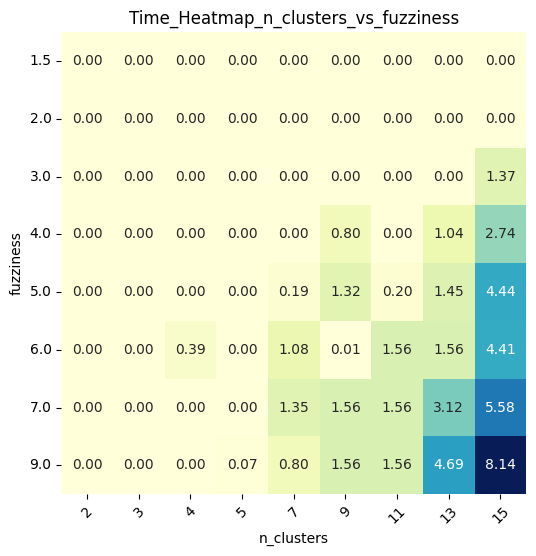 Time_Heatmap_n_clusters_vs_fuzziness
1.5 0.00 0.00 0.00 0.00 0.00 0.00 0.00 0.00 0.00
2.0 0.00 0.00 0.00 0.00 0.00 0.00 0.00 0.00 0.00
3.0 0.00 0.00 0.00 0.00 0.00 0.00 0.00 0.00 1.37
4.0 0.00 0.00 0.00 0.00 0.00 0.80 0.00 1.04 2.74
5.0 0.00 0.00 0.00 0.00 0.19 1.32 0.20 1.45 4.44
6.0 0.00 0.00 0.39 0.00 1.08 0.01 1.56 1.56 4.41
7.0 0.00 0.00 0.00 0.00 1.35 1.56 1.56 3.12 5.58
9.0 0.00 0.00 0.00 0.07 0.80 1.56 1.56 4.69 8.14
2 3 4 5 7 9 11 13 15
n_clusters
fuzziness